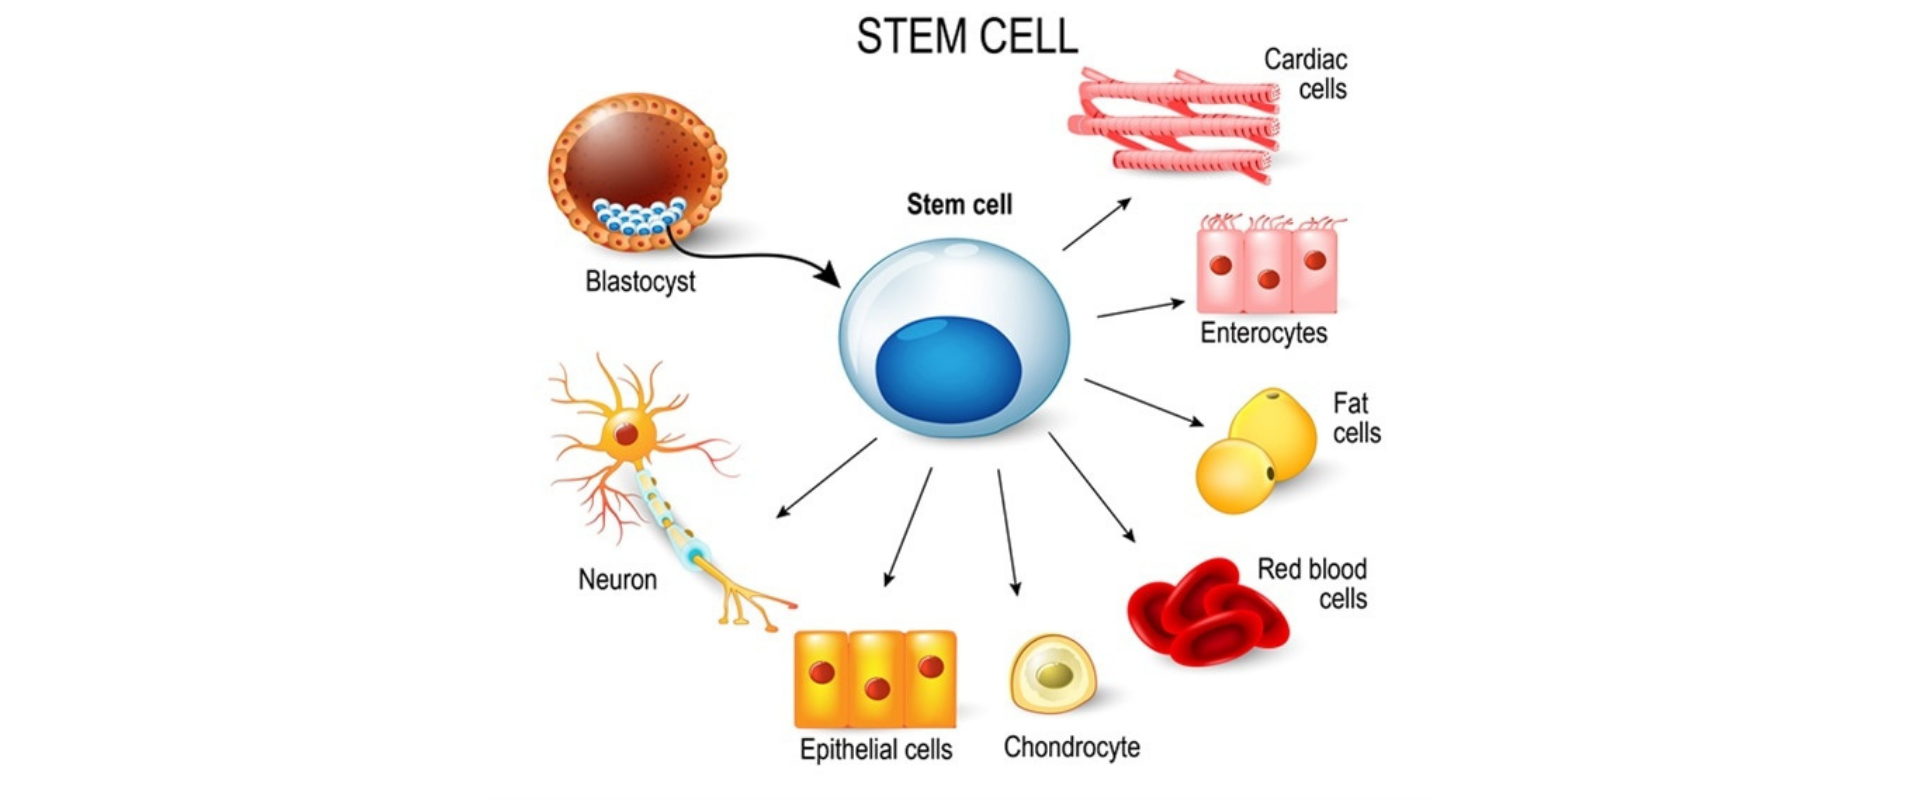 STEM CELL
Cardiac
cells
Stem cell
Blastocyst
Enterocytes
Fat
cells
Red blood
cells
Neuron
Epithelial cells
Chondrocyte